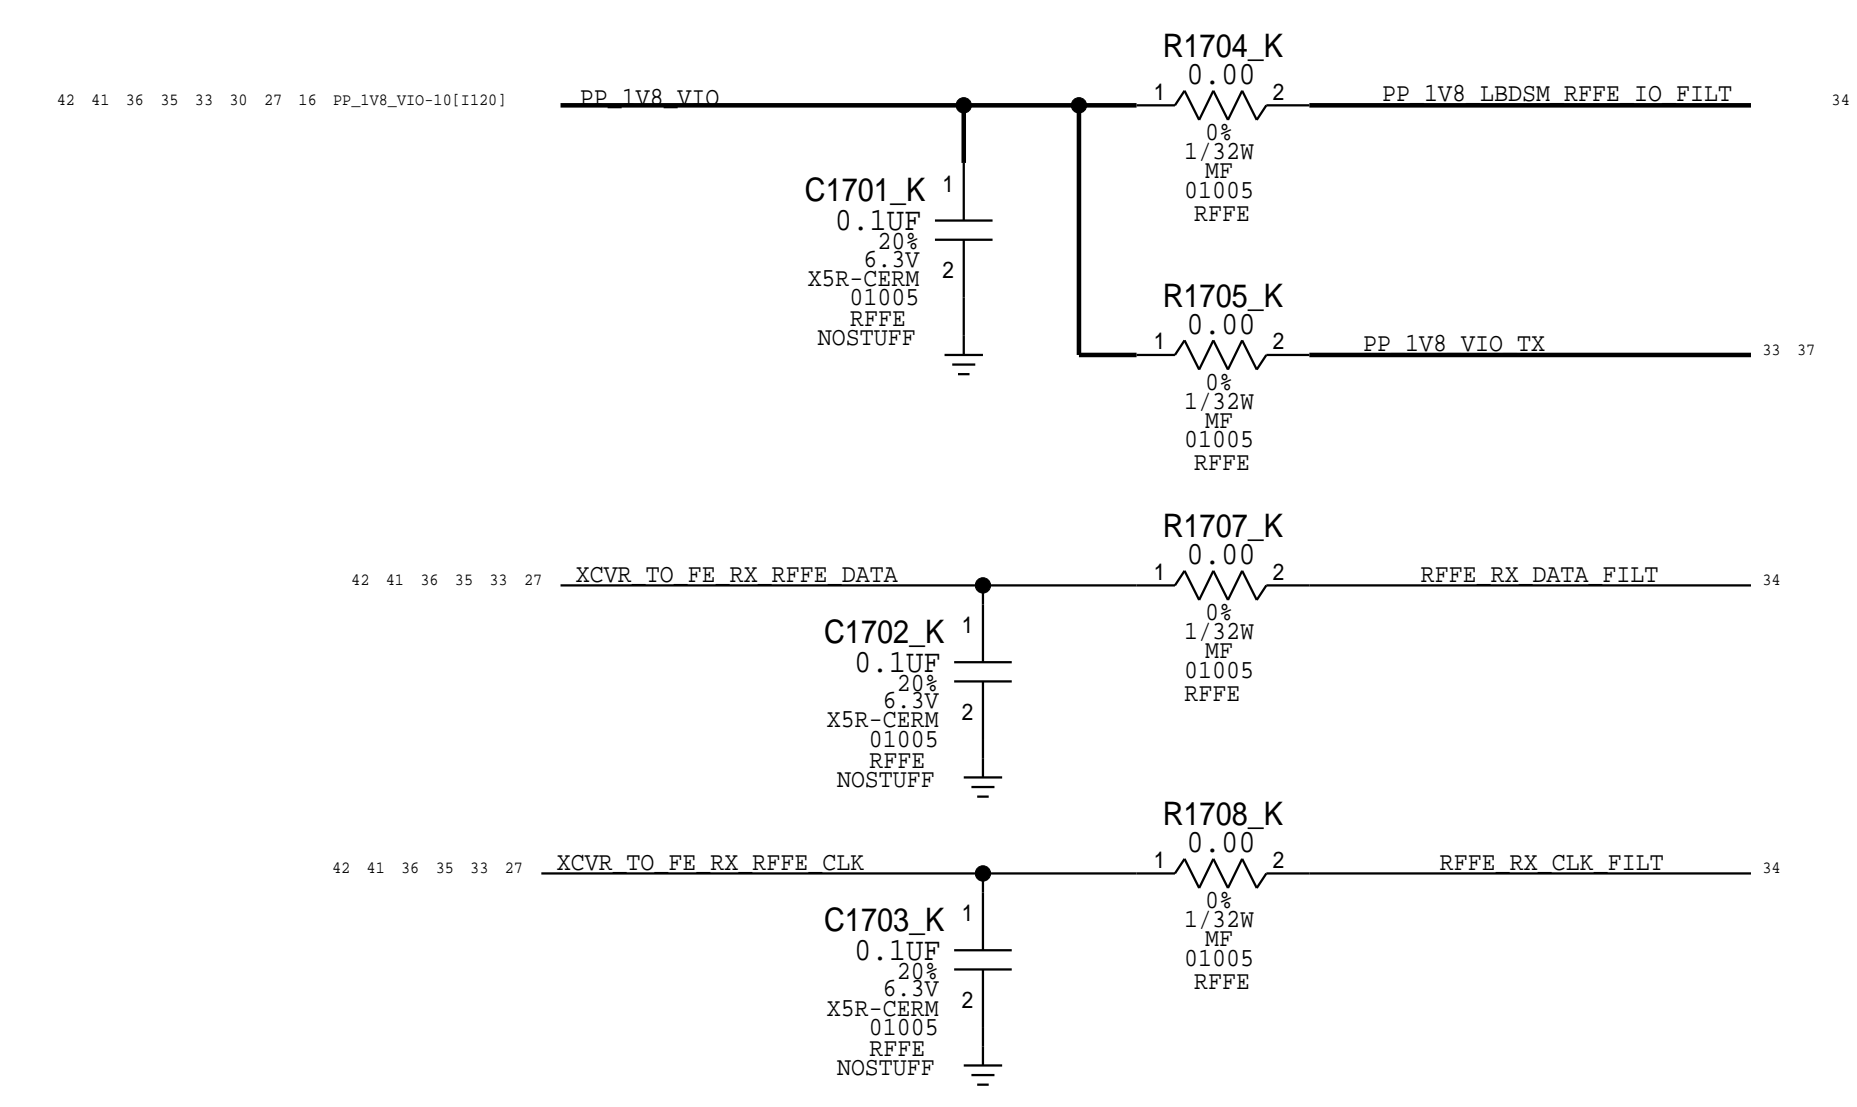 R1704_K
0.00
42 41 36 35 33 30 27 16 PP_1V8_VIO-10[I120] PP_1V8_VIO 1 2 PP_1V8_LBDSM_RFFE_IO_FILT 34
0%
1/32W
MF
01005
RFFE
C1701_K 1
0.1UF
20%
6.3V
2
X5R-CERM
01005
RFFE
NOSTUFF
R1705_K
0.00
1 2 PP_1V8_VIO_TX 33 37
0%
1/32W
MF
01005
RFFE
R1707_K
0.00
42 41 36 35 33 27 XCVR_TO_FE_RX_RFFE_DATA 1 2 RFFE_RX_DATA_FILT 34
0%
1/32W
MF
01005
RFFE
C1702_K 1
0.1UF
20%
6.3V
2
X5R-CERM
01005
RFFE
NOSTUFF
R1708_K
0.00
42 41 36 35 33 27 XCVR_TO_FE_RX_RFFE_CLK 1 2 RFFE_RX_CLK_FILT 34
0%
1/32W
MF
01005
RFFE
C1703_K 1
0.1UF
20%
6.3V
2
X5R-CERM
01005
RFFE
NOSTUFF